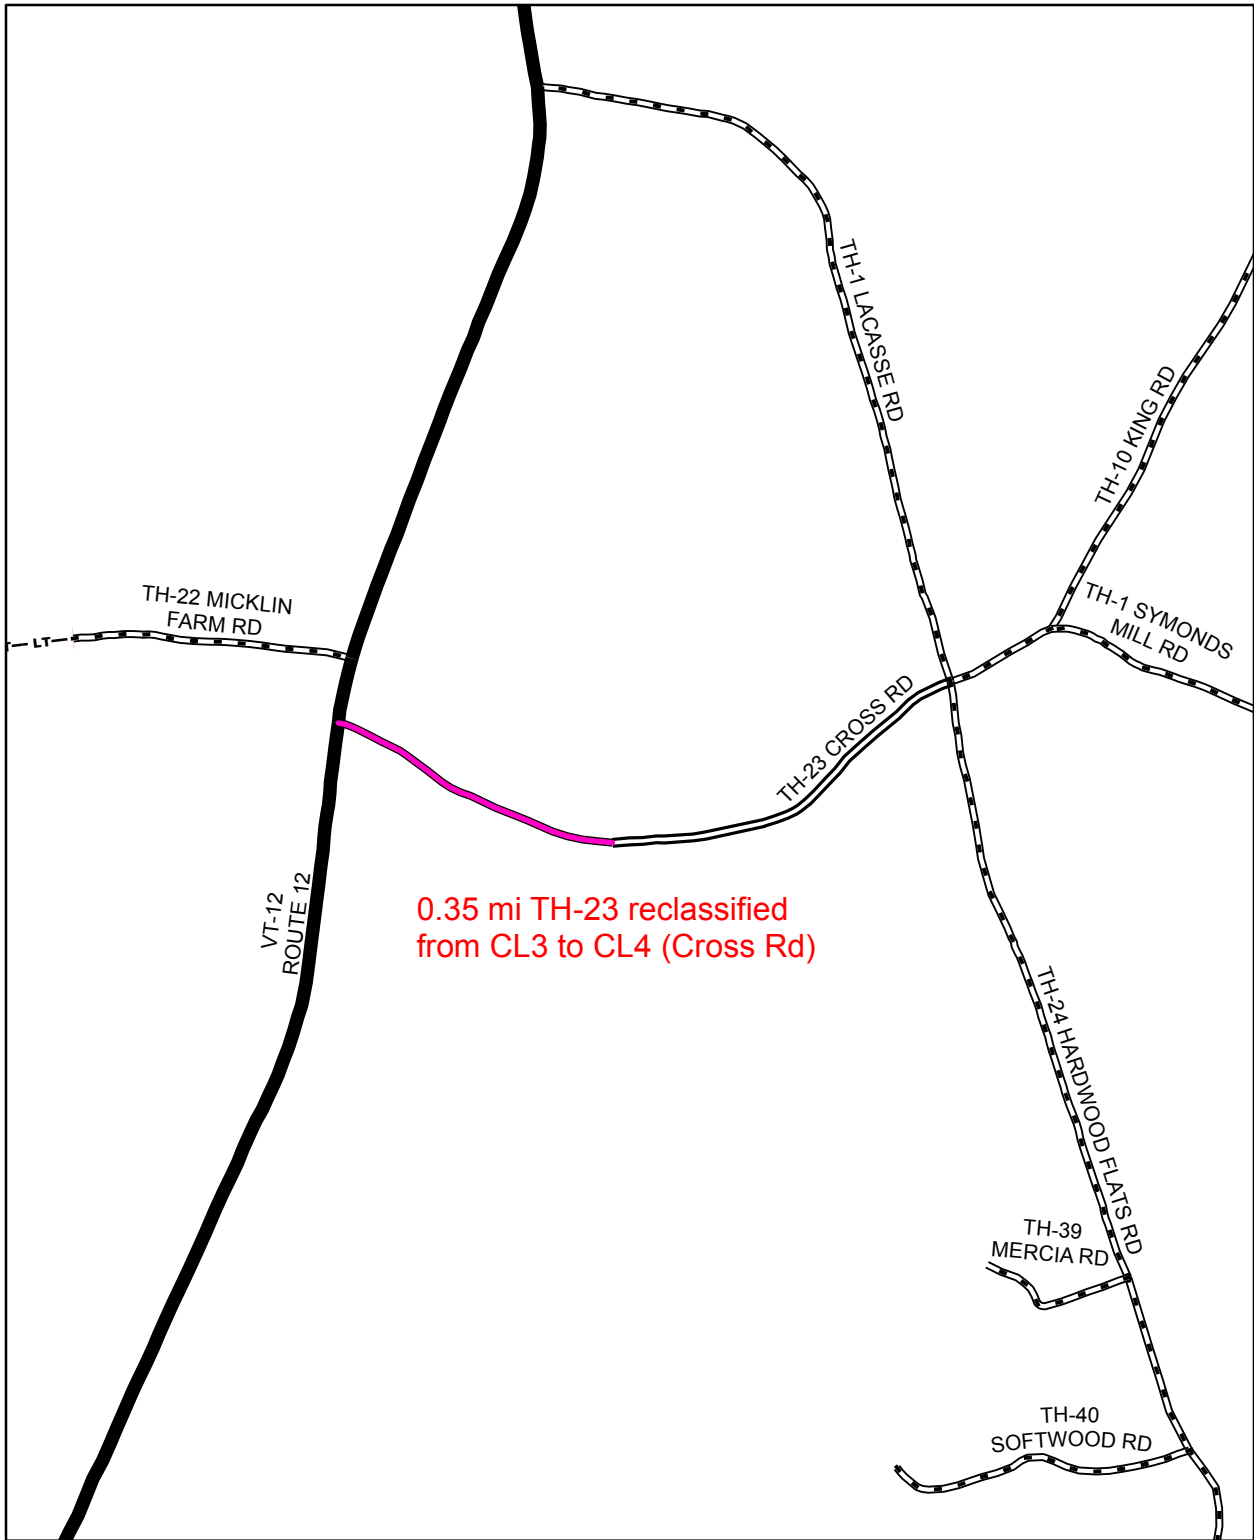 TH-1 LACASSE RD
TH-10 KING RD
TH-22 MICKLIN
FARM RD
TH-1 SYMONDS
MILL RD
LT
TH-23 CROSS RD
VT-12
ROUTE 12
0.35 mi TH-23 reclassified
from CL3 to CL4 (Cross Rd)
TH-24 HARDWOOD FLATS RD
TH-39
MERCIA RD
TH-40
SOFTWOOD RD